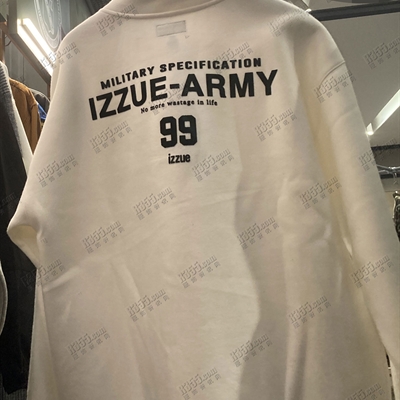 MILITARY SPECIFICATION
IZZUE-ARMY
No more wastage in life
99
izzue